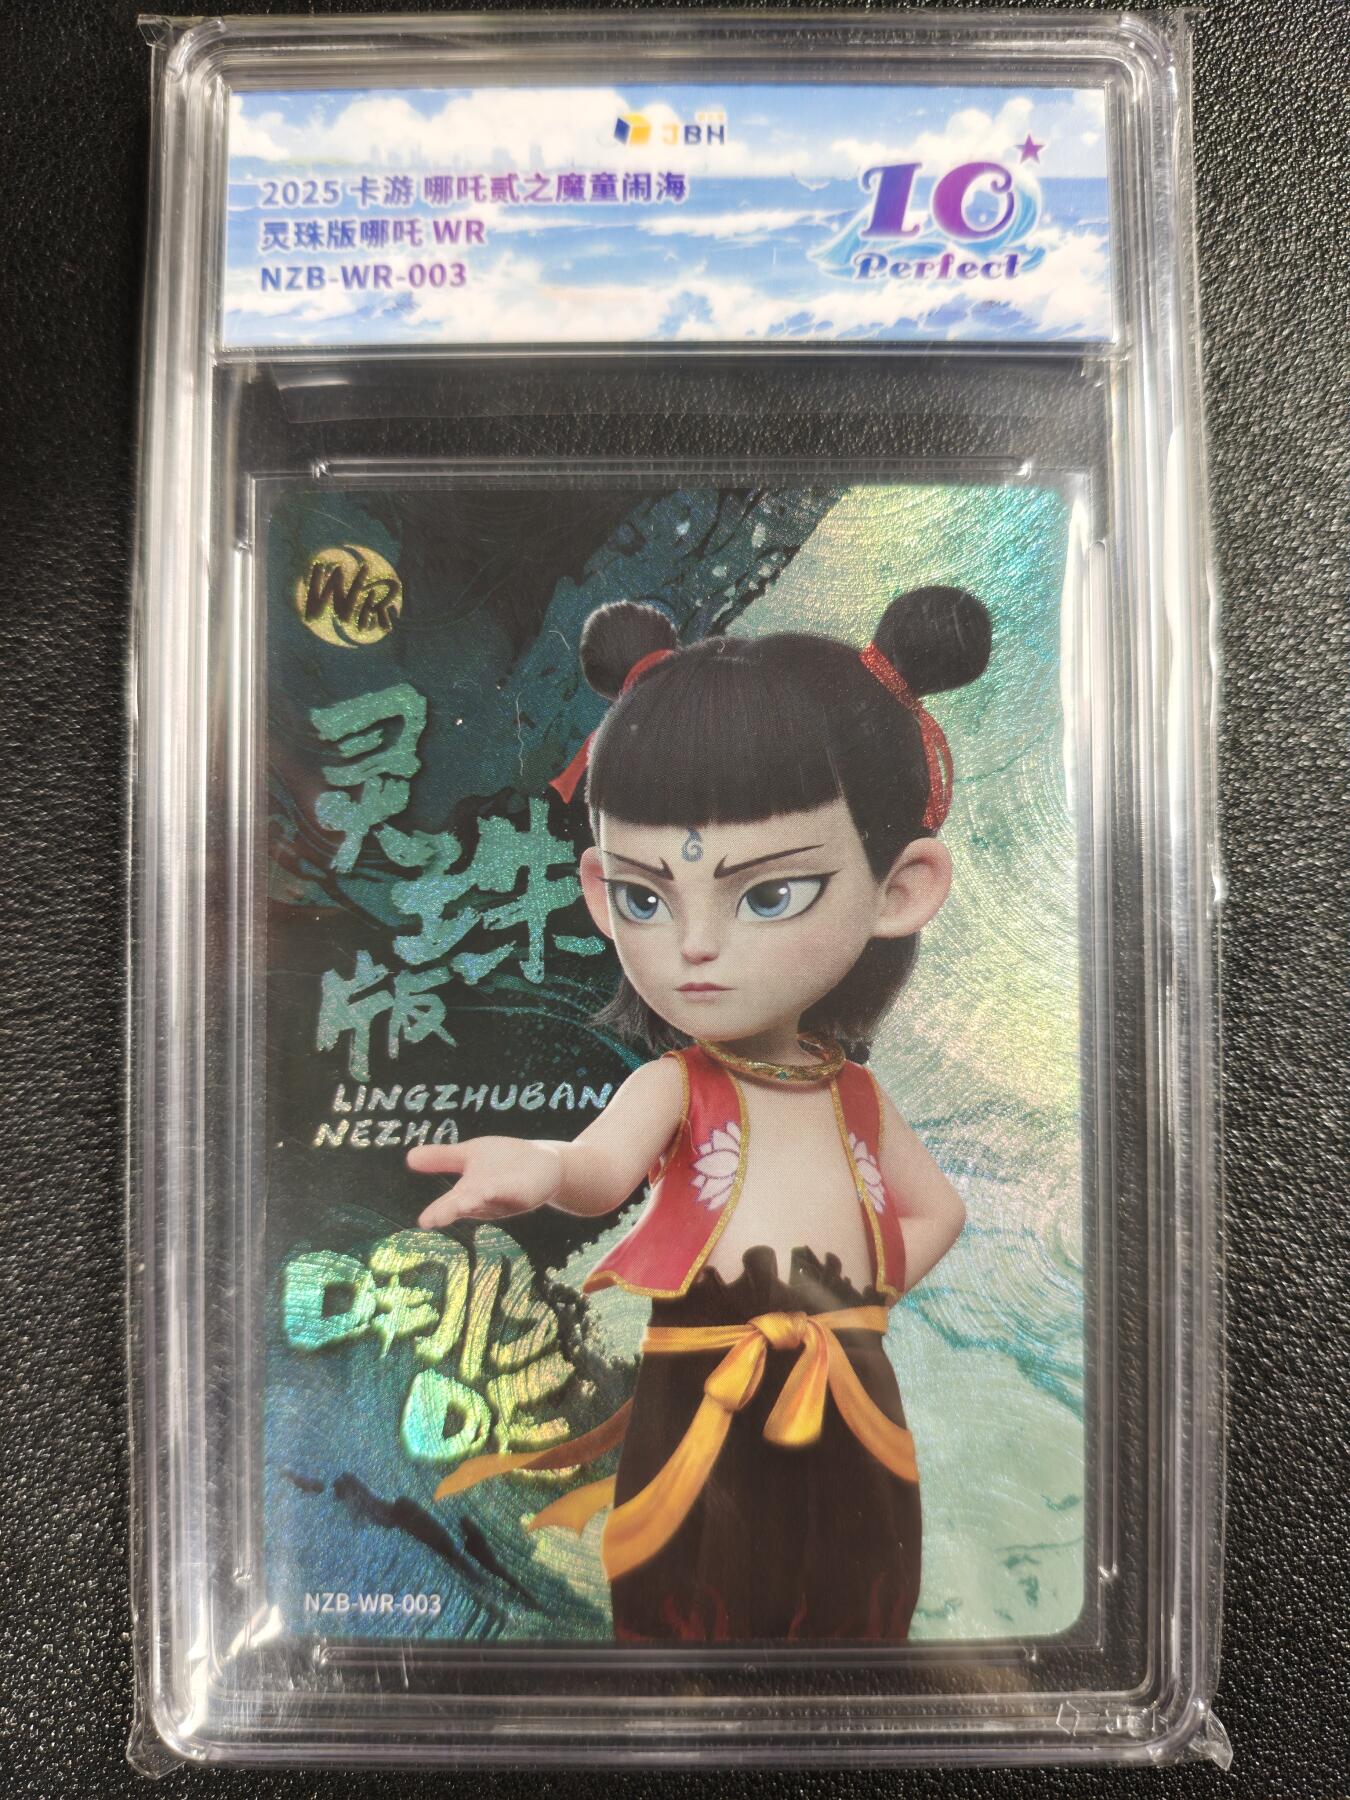 JBH
2025 卡游 哪吒贰之魔童闹海
灵珠版哪吒 WR
NZB-WR-003
10
Perfect
WR
灵珠版
LINGZHUBAN
NEZHA
哪吒
NZB-WR-003